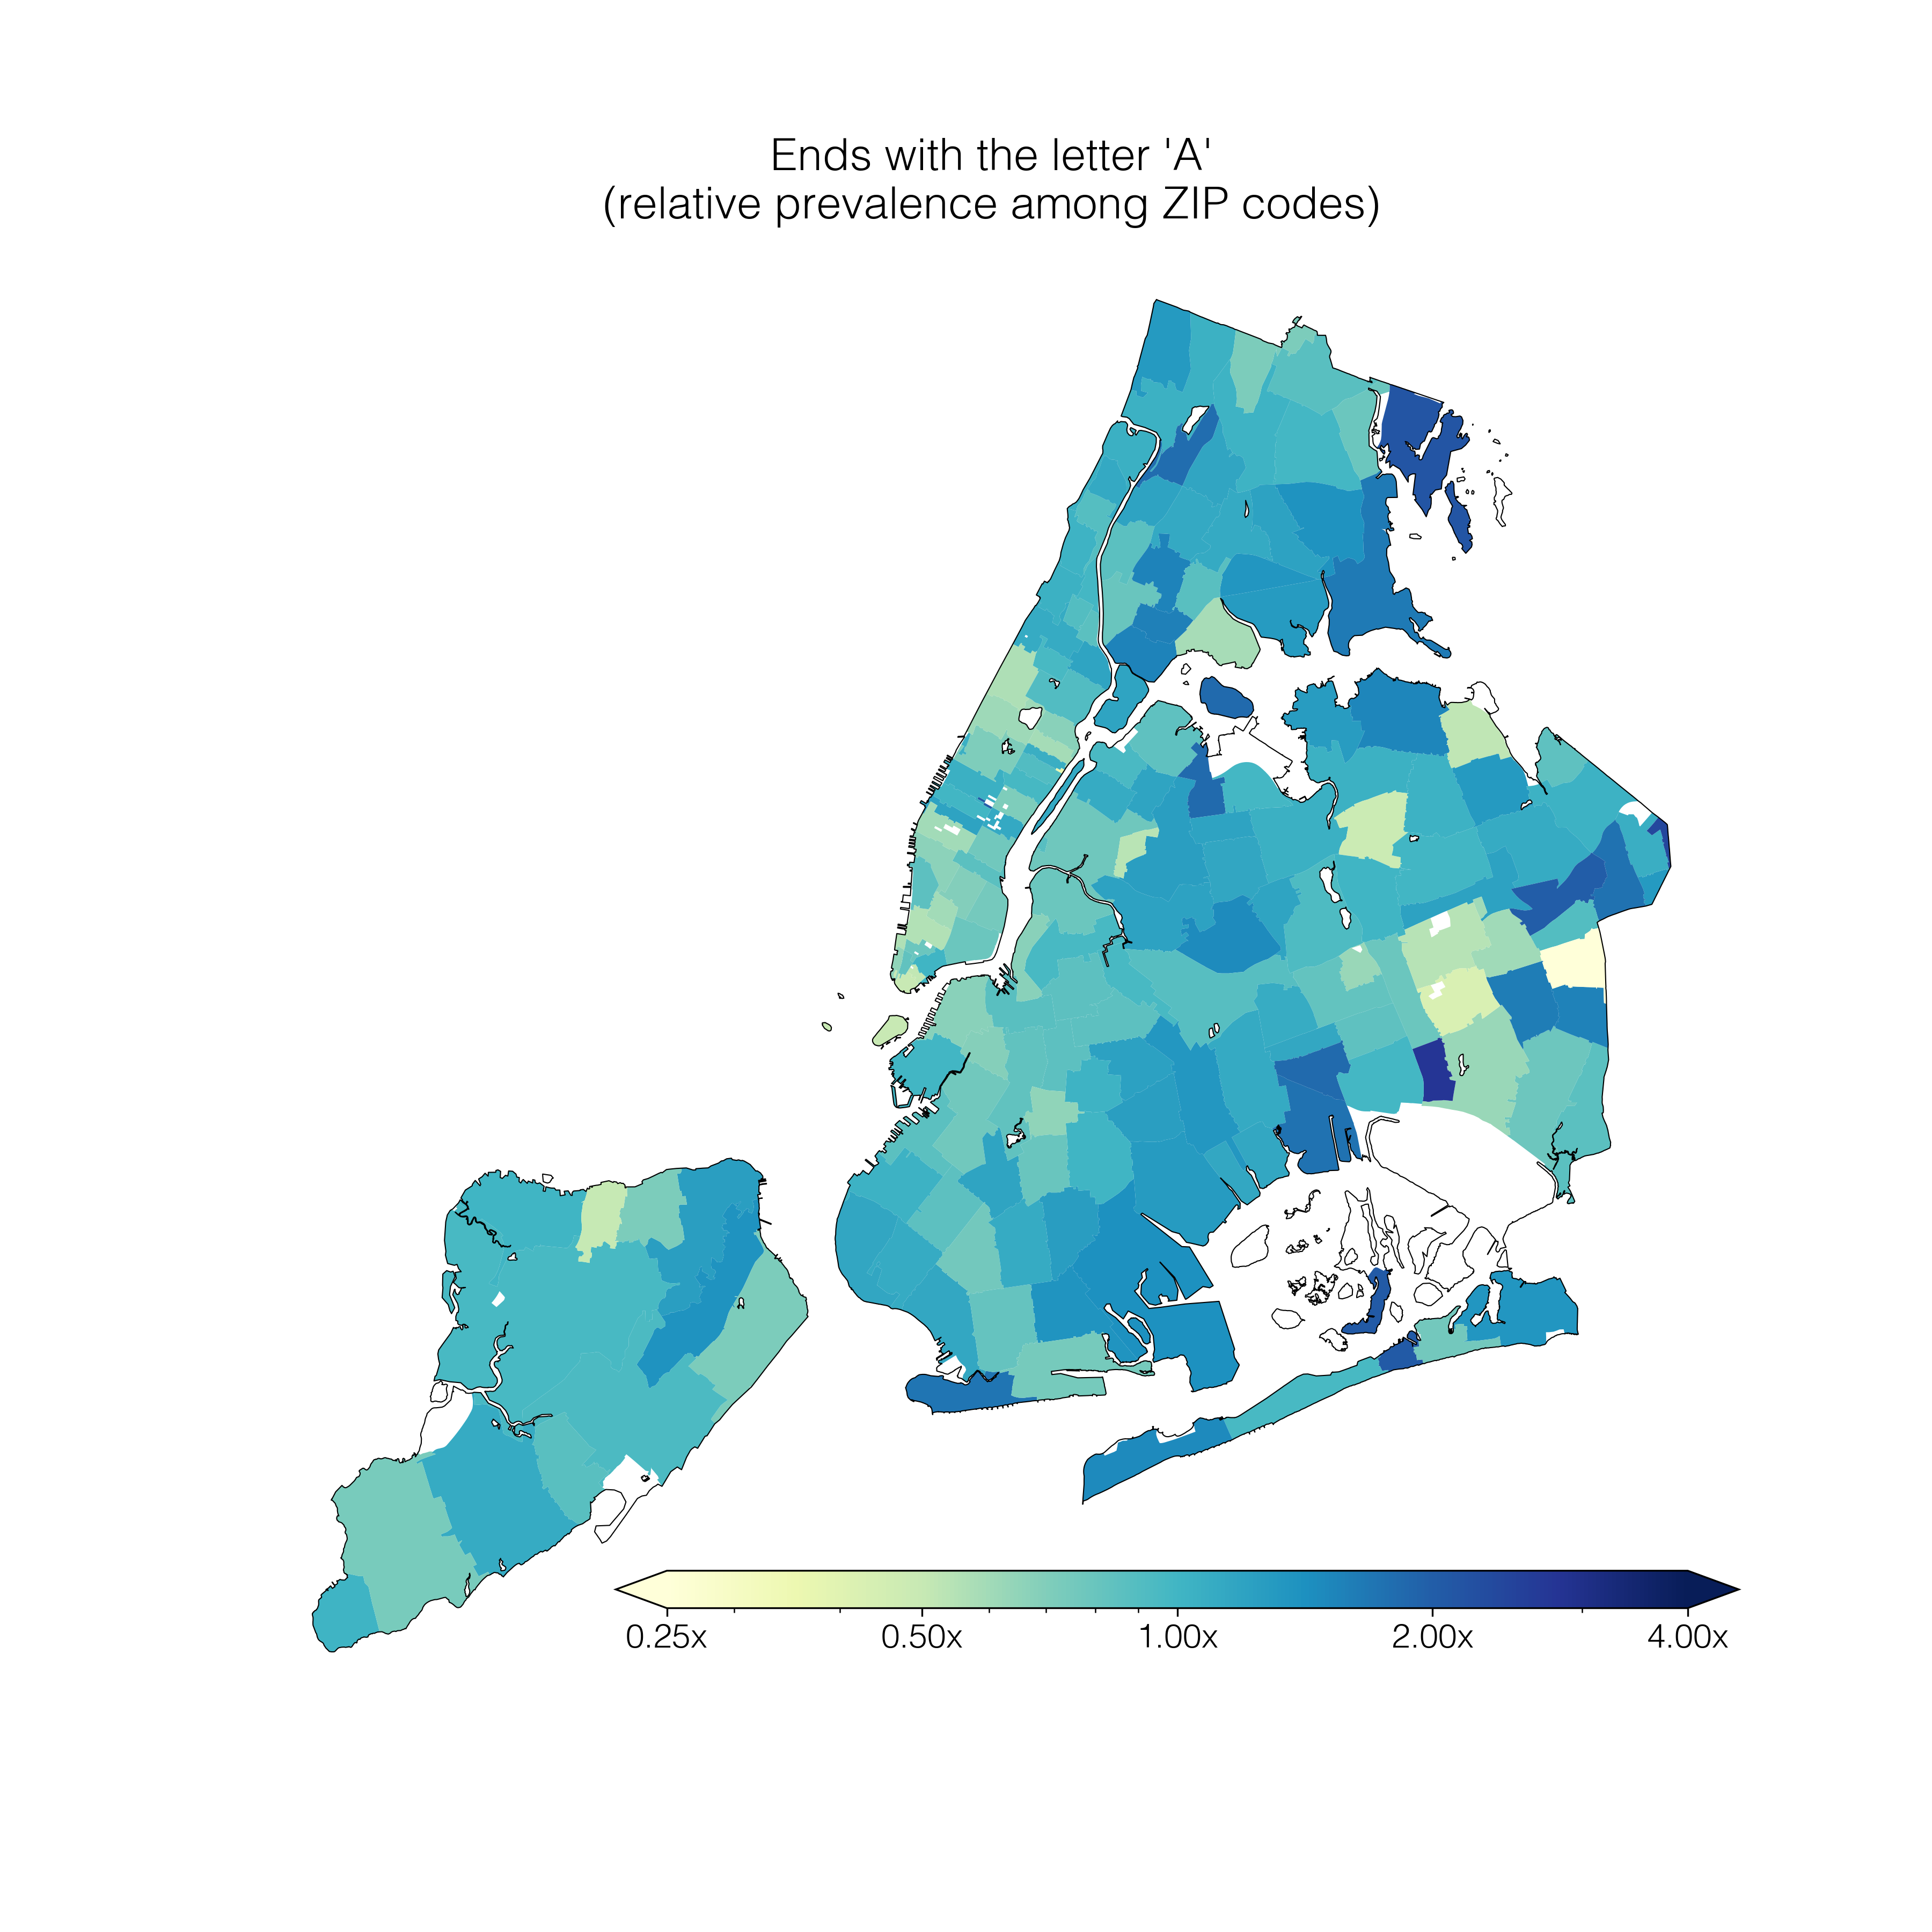 Ends with the letter 'A'
(relative prevalence among ZIP codes)
0.25x 0.50x 1.00x 2.00x 4.00x